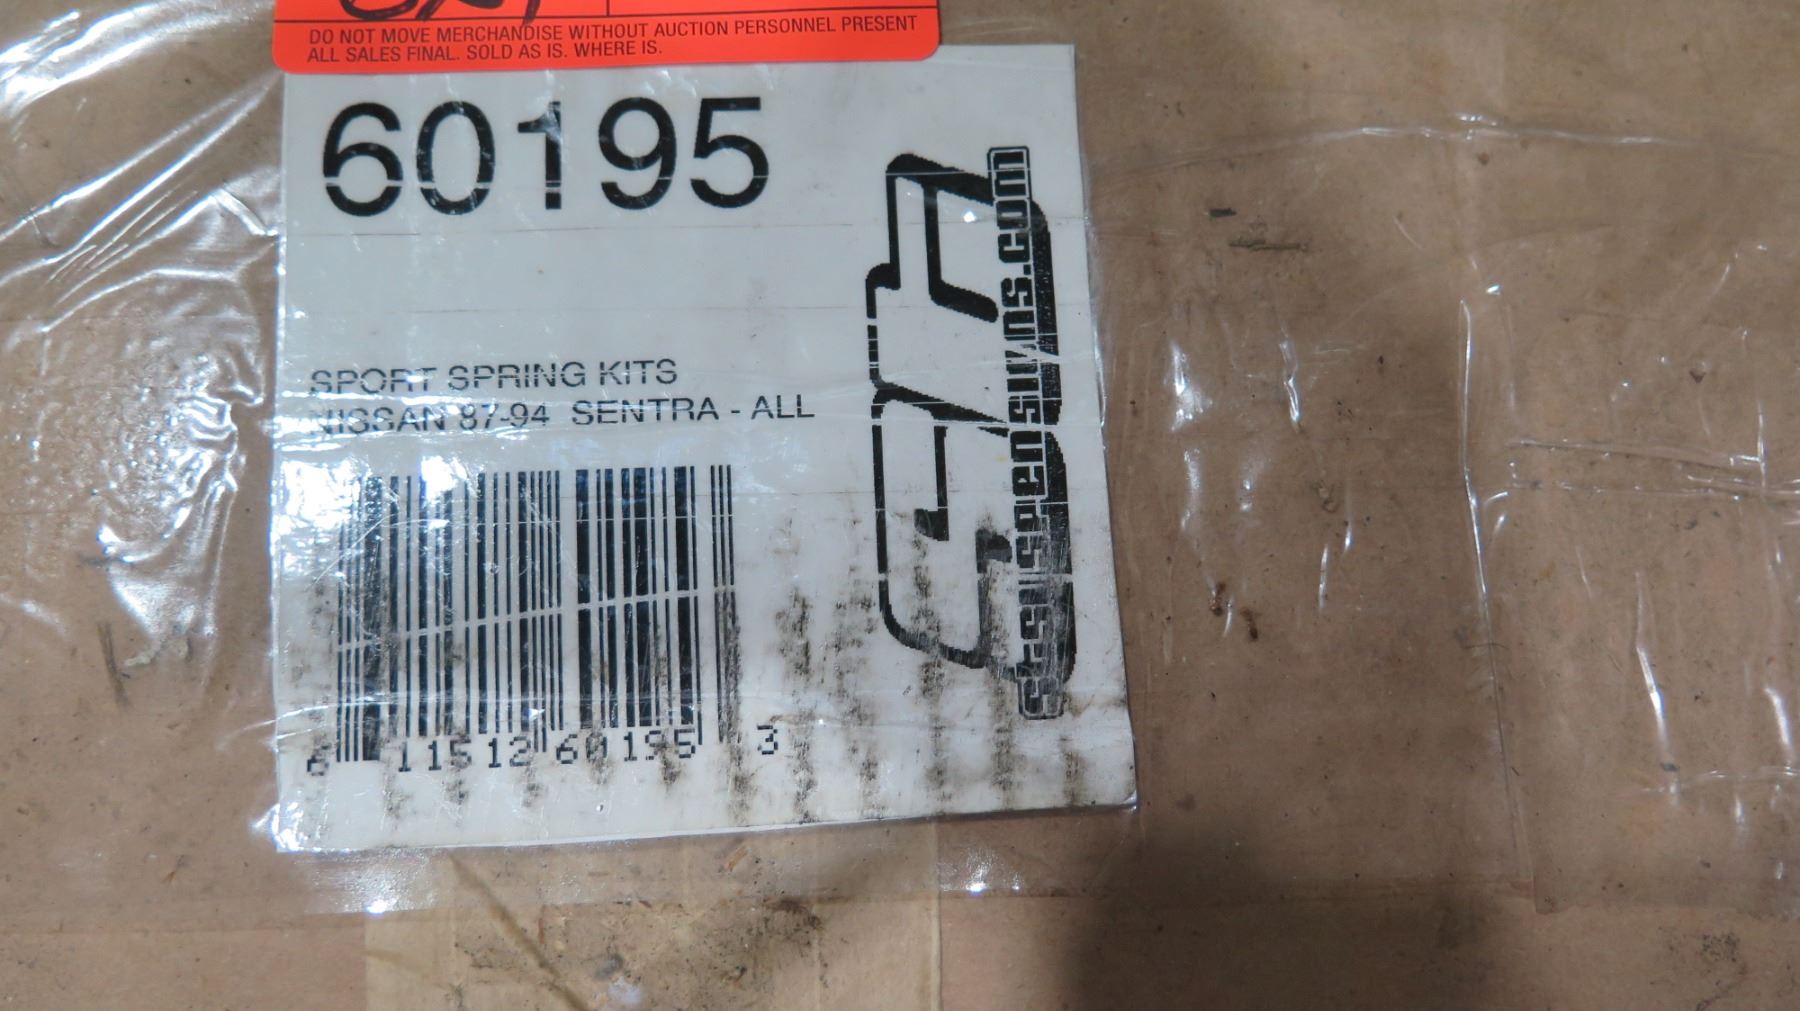 DO NOT MOVE MERCHANDISE WITHOUT AUCTION PERSONNEL PRESENT
ALL SALES FINAL. SOLD AS IS. WHERE IS.
60195
SPORT SPRING KITS
NISSAN 87-94 SENTRA - ALL
6 11512 60195 3